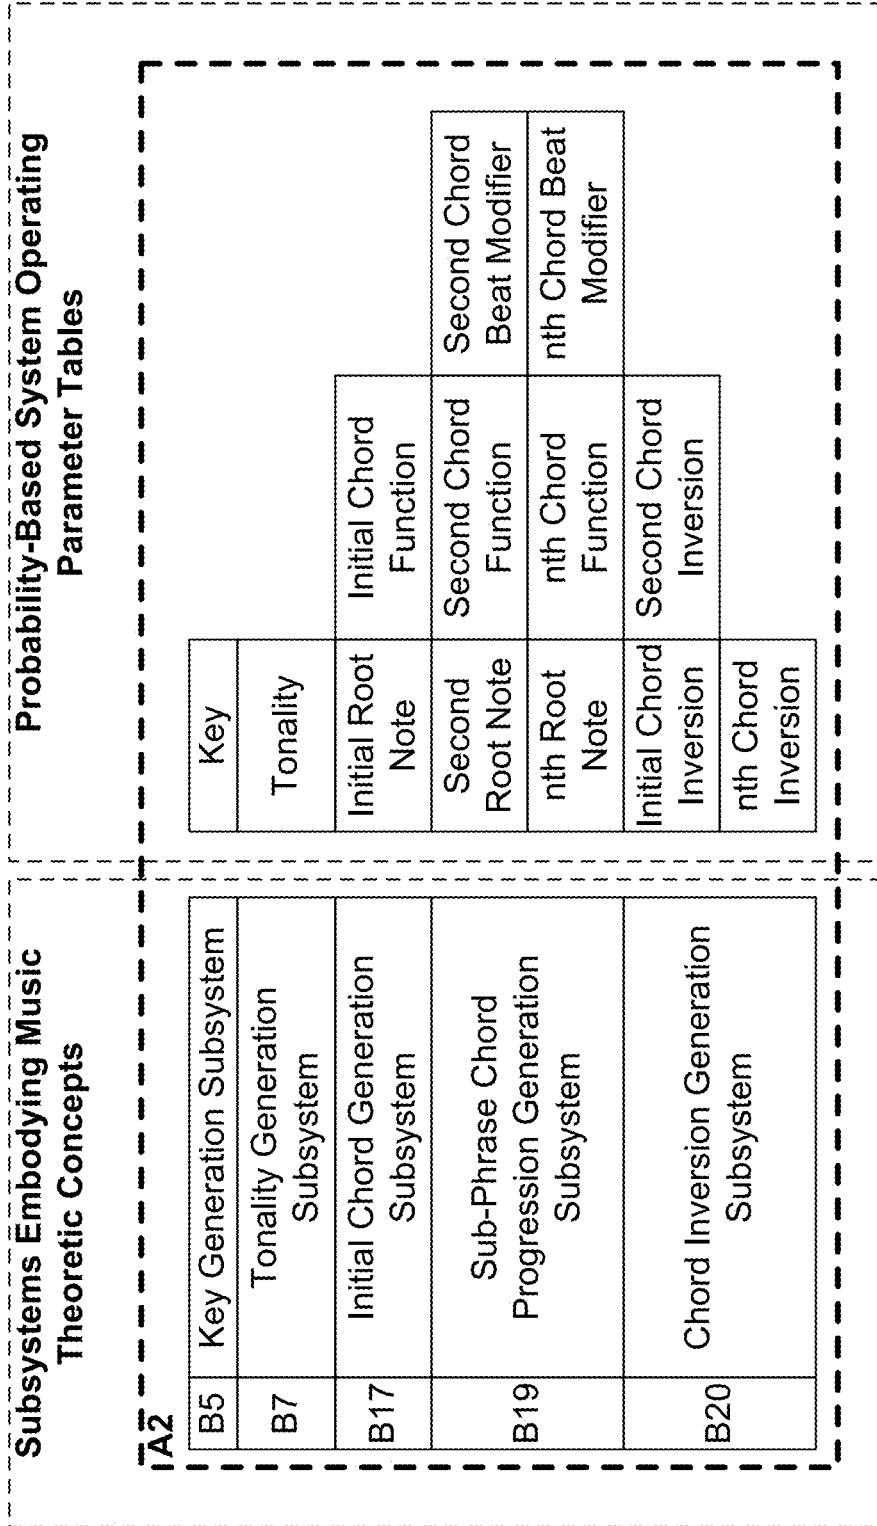 Subsystems Embodying Music
Theoretic Concepts
Probability-Based System Operating
Parameter Tables
A2
B5
Key Generation Subsystem
Key
B7
Tonality Generation
Subsystem
Tonality
B17
Initial Chord Generation
Subsystem
Initial Root
Note
Initial Chord
Function
B19
Sub-Phrase Chord
Progression Generation
Subsystem
Second
Root Note
Second Chord
Function
Second Chord
Beat Modifier
nth Root
Note
nth Chord
Function
nth Chord Beat
Modifier
B20
Chord Inversion Generation
Subsystem
Initial Chord
Inversion
Second Chord
Inversion
nth Chord
Inversion